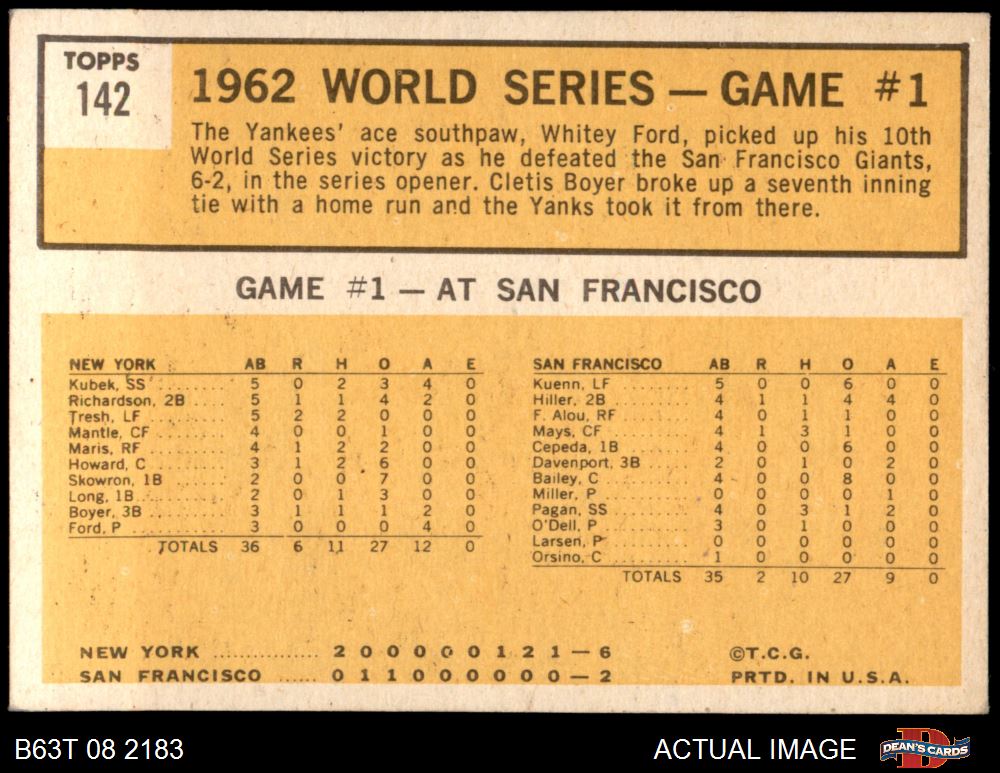 TOPPS
142
1962 WORLD SERIES — GAME #1
The Yankees' ace southpaw, Whitey Ford, picked up his 10th
World Series victory as he defeated the San Francisco Giants,
6-2, in the series opener. Cletis Boyer broke up a seventh inning
tie with a home run and the Yanks took it from there.
GAME #1 — AT SAN FRANCISCO
NEW YORK AB R H O A E
Kubek, SS ........ 5 0 2 3 4 0
Richardson, 2B .... 5 1 1 4 2 0
Tresh, LF ........ 5 2 2 0 0 0
Mantle, CF ........ 4 0 0 1 0 0
Maris, RF ........ 4 1 2 2 0 0
Howard, C ........ 3 1 2 6 0 0
Skowron, 1B ...... 2 0 0 7 0 0
Long, 1B ......... 2 0 1 3 0 0
Boyer, 3B ........ 3 1 1 1 2 0
Ford, P .......... 3 0 0 0 4 0
TOTALS 36 6 11 27 12 0
SAN FRANCISCO AB R H O A E
Kuenn, LF ........ 5 0 0 6 0 0
Hiller, 2B ........ 4 1 1 4 4 0
F. Alou, RF ...... 4 0 1 1 0 0
Mays, CF ......... 4 1 3 1 0 0
Cepeda, 1B ....... 4 0 0 6 0 0
Davenport, 3B .... 2 0 1 0 2 0
Bailey, C ........ 4 0 0 8 0 0
Miller, P ........ 0 0 0 0 1 0
Pagan, SS ........ 4 0 3 1 2 0
O'Dell, P ........ 3 0 1 0 0 0
Larsen, P ........ 0 0 0 0 0 0
Orsino, C ........ 1 0 0 0 0 0
TOTALS 35 2 10 27 9 0
NEW YORK ............... 2 0 0 0 0 0 1 2 1 — 6
SAN FRANCISCO ...... 0 1 1 0 0 0 0 0 0 — 2
©T.C.G.
PRTD. IN U.S.A.
B63T 08 2183
ACTUAL IMAGE
DEAN'S CARDS